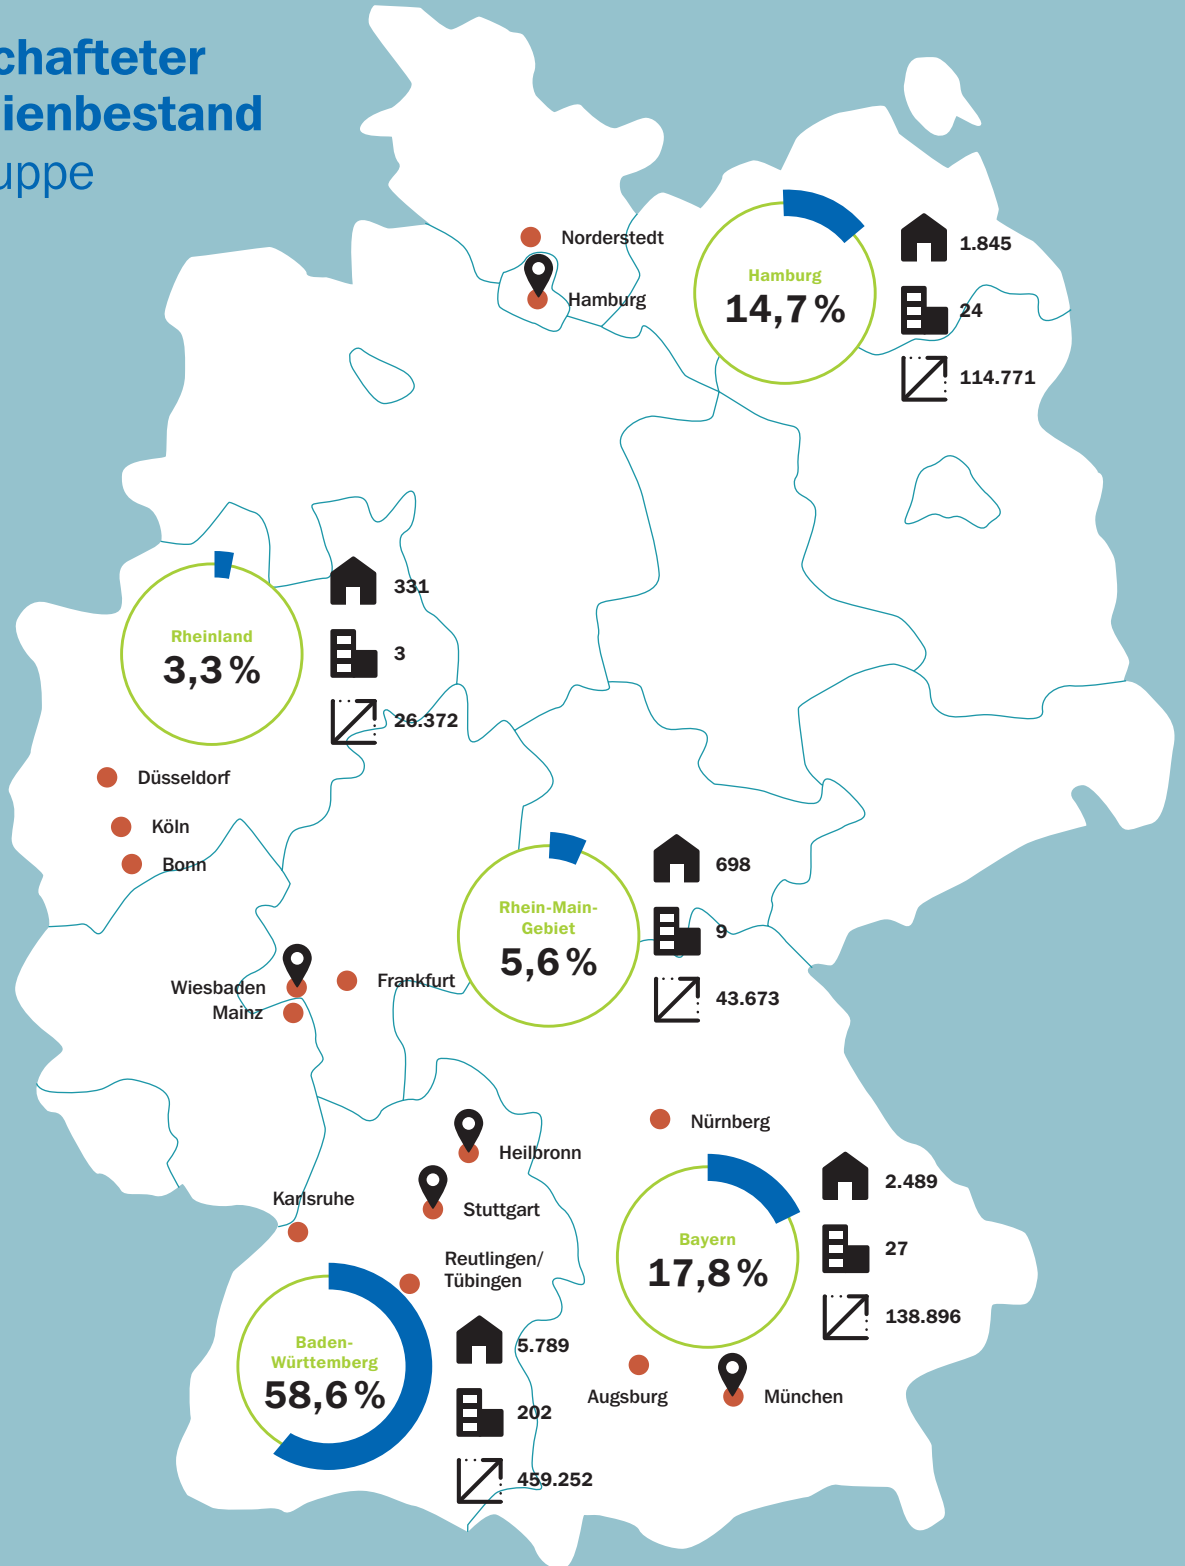 chafteter
ienbestand
uppe
Norderstedt
Hamburg
Hamburg
14,7 %
1.845
24
114.771
Rheinland
3,3 %
331
3
26.372
Düsseldorf
Köln
Bonn
Rhein-Main-
Gebiet
5,6 %
698
9
43.673
Wiesbaden
Mainz
Frankfurt
Nürnberg
Heilbronn
Karlsruhe
Stuttgart
Reutlingen/
Tübingen
Bayern
17,8 %
2.489
27
138.896
Baden-
Württemberg
58,6 %
5.789
202
459.252
Augsburg
München